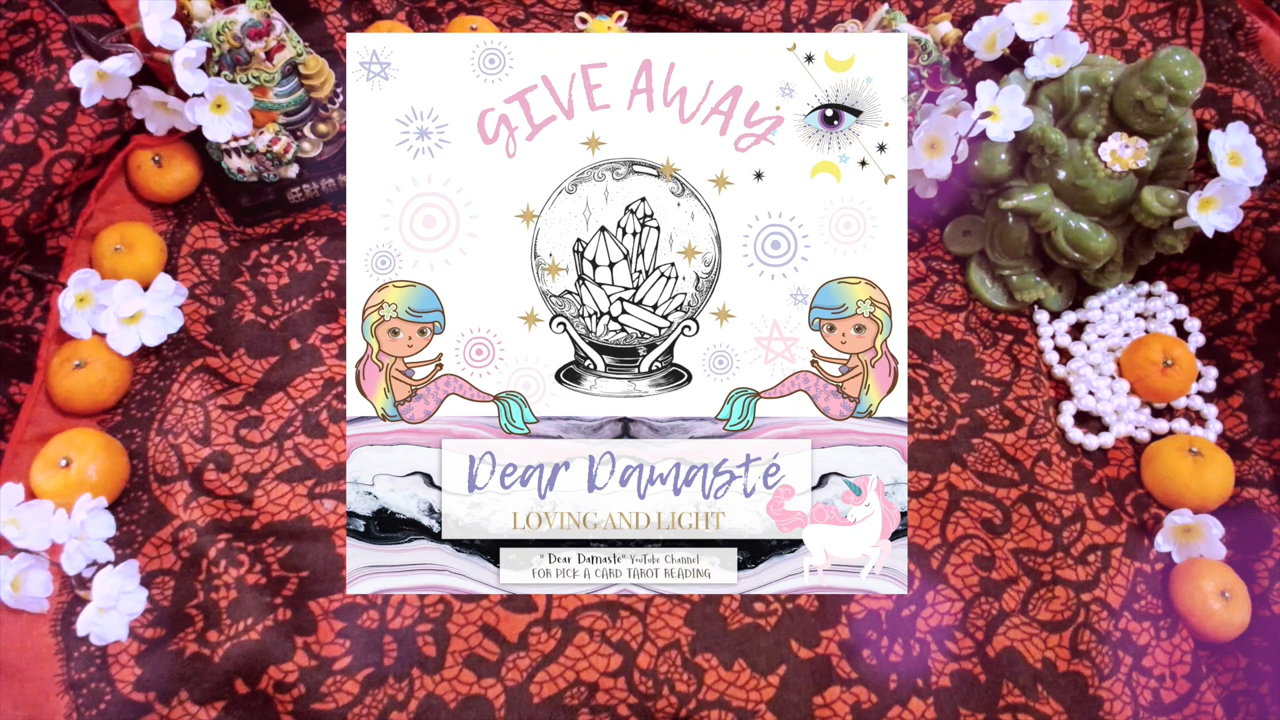 GIVE AWAY
Dear Damasté
LOVING AND LIGHT
" Dear Damaste" YouTube Channel
FOR PICK A CARD TAROT READING